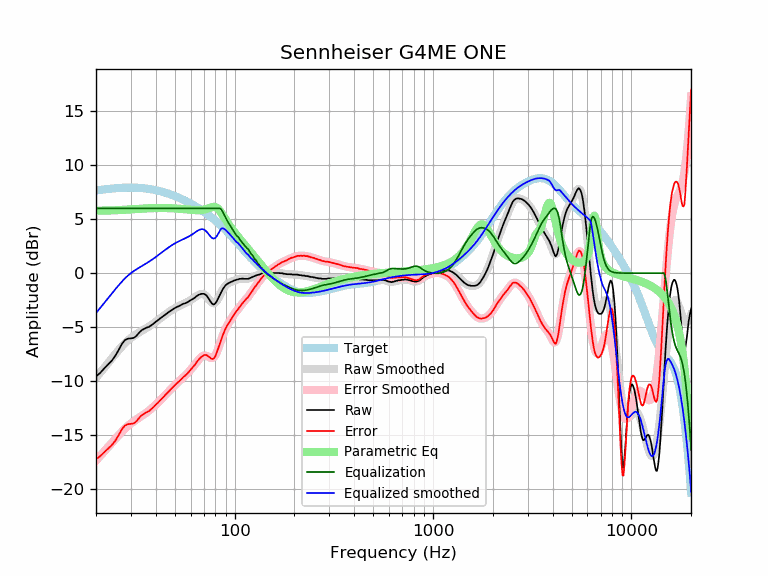 Sennheiser G4ME ONE
Amplitude (dBr)
15
10
5
0
−5
−10
−15
−20
Target
Raw Smoothed
Error Smoothed
Raw
Error
Parametric Eq
Equalization
Equalized smoothed
100
1000
10000
Frequency (Hz)